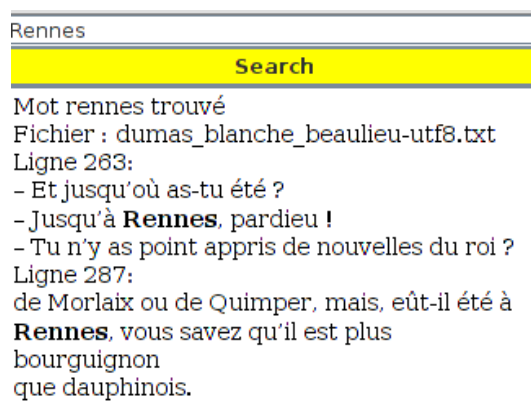 Rennes
Search
Mot rennes trouvé
Fichier : dumas_blanche_beaulieu-utf8.txt
Ligne 263:
– Et jusqu’où as-tu été ?
– Jusqu’à Rennes, pardieu !
– Tu n’y as point appris de nouvelles du roi ?
Ligne 287:
de Morlaix ou de Quimper, mais, eût-il été à
Rennes, vous savez qu’il est plus
bourguignon
que dauphinois.